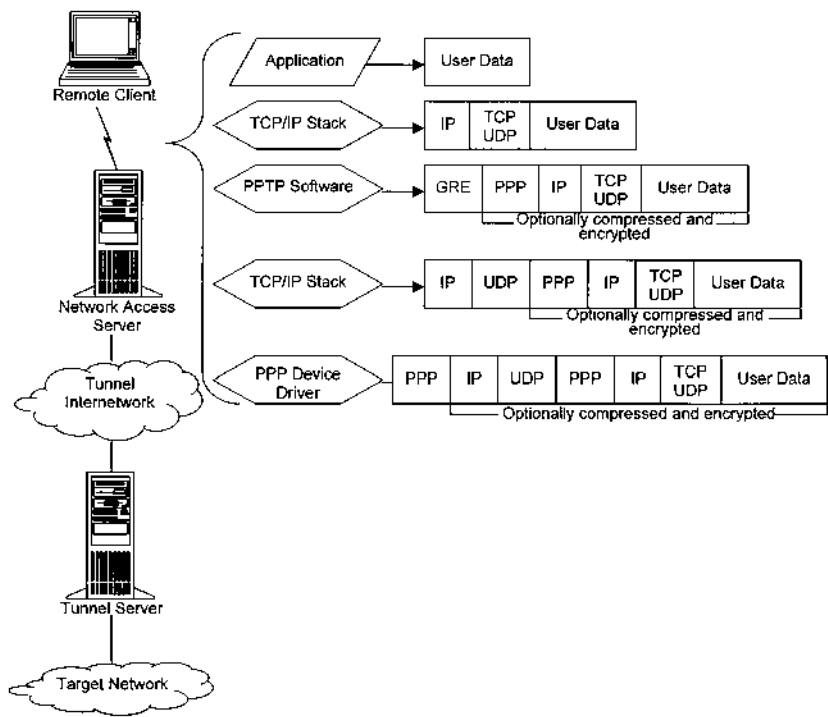 Remote Client
Network Access
Server
Tunnel
Internetwork
Tunnel Server
Target Network
Application
User Data
TCP/IP Stack
IP
TCP
UDP
User Data
PPTP Software
GRE
PPP
IP
TCP
UDP
User Data
Optionally compressed and
encrypted
TCP/IP Stack
IP
UDP
PPP
IP
TCP
UDP
User Data
Optionally compressed and
encrypted
PPP Device
Driver
PPP
IP
UDP
PPP
IP
TCP
UDP
User Data
Optionally compressed and encrypted